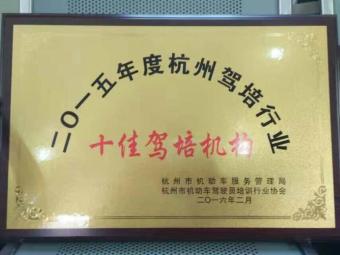 二〇一五年度杭州驾培行业
十佳驾培机构
杭州市机动车服务管理局
杭州市机动车驾驶员培训行业协会
二〇一六年二月